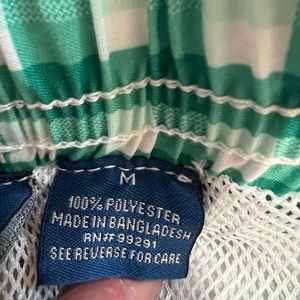 M
100% POLYESTER
MADE IN BANGLADESH
RN# 99291
SEE REVERSE FOR CARE